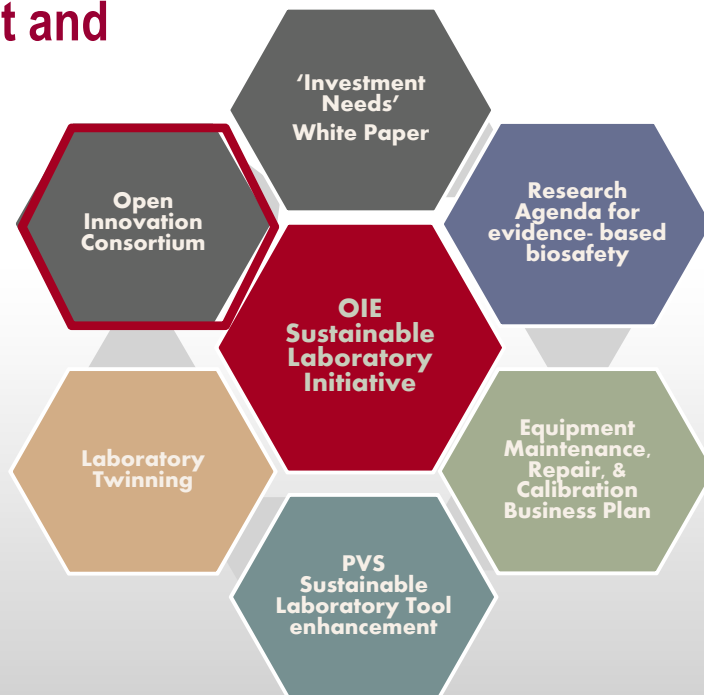 t and
‘Investment
Needs’
White Paper
Open
Innovation
Consortium
Research
Agenda for
evidence- based
biosafety
OIE
Sustainable
Laboratory
Initiative
Laboratory
Twinning
Equipment
Maintenance,
Repair, &
Calibration
Business Plan
PVS
Sustainable
Laboratory Tool
enhancement